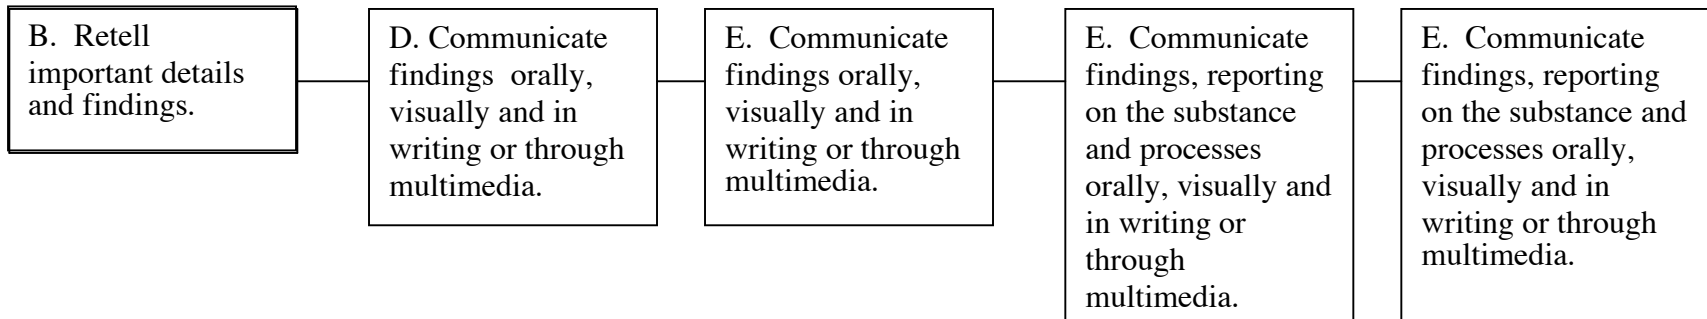 B. Retell
important details
and findings.
D. Communicate
findings orally,
visually and in
writing or through
multimedia.
E. Communicate
findings orally,
visually and in
writing or through
multimedia.
E. Communicate
findings, reporting
on the substance
and processes
orally, visually and
in writing or
through
multimedia.
E. Communicate
findings, reporting
on the substance and
processes orally,
visually and in
writing or through
multimedia.